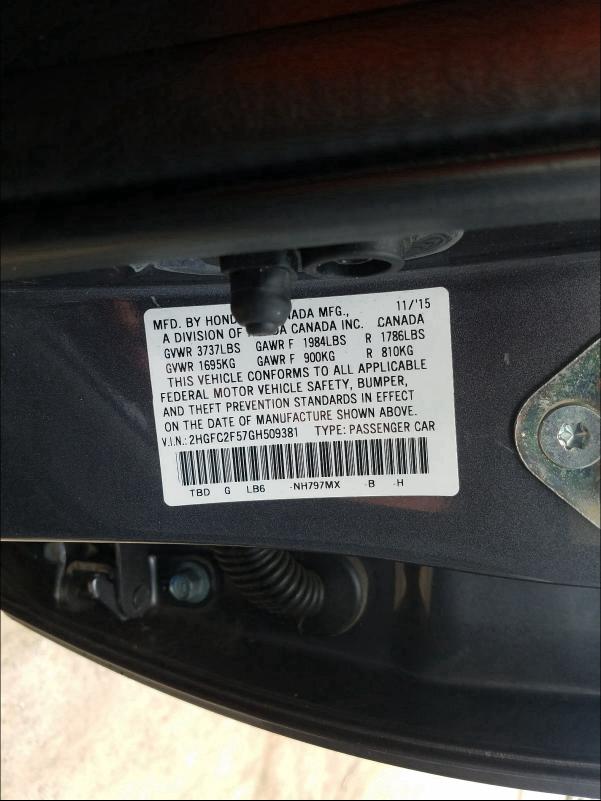 MFD. BY HOND NADA MFG., 11/'15
A DIVISION OF DA CANADA INC. CANADA
GVWR 3737LBS GAWR F 1984LBS R 1786LBS
GVWR 1695KG GAWR F 900KG R 810KG
THIS VEHICLE CONFORMS TO ALL APPLICABLE
FEDERAL MOTOR VEHICLE SAFETY, BUMPER,
AND THEFT PREVENTION STANDARDS IN EFFECT
ON THE DATE OF MANUFACTURE SHOWN ABOVE.
V.I.N.: 2HGFC2F57GH509381 TYPE: PASSENGER CAR
TBD G LB6 -NH797MX -B -H